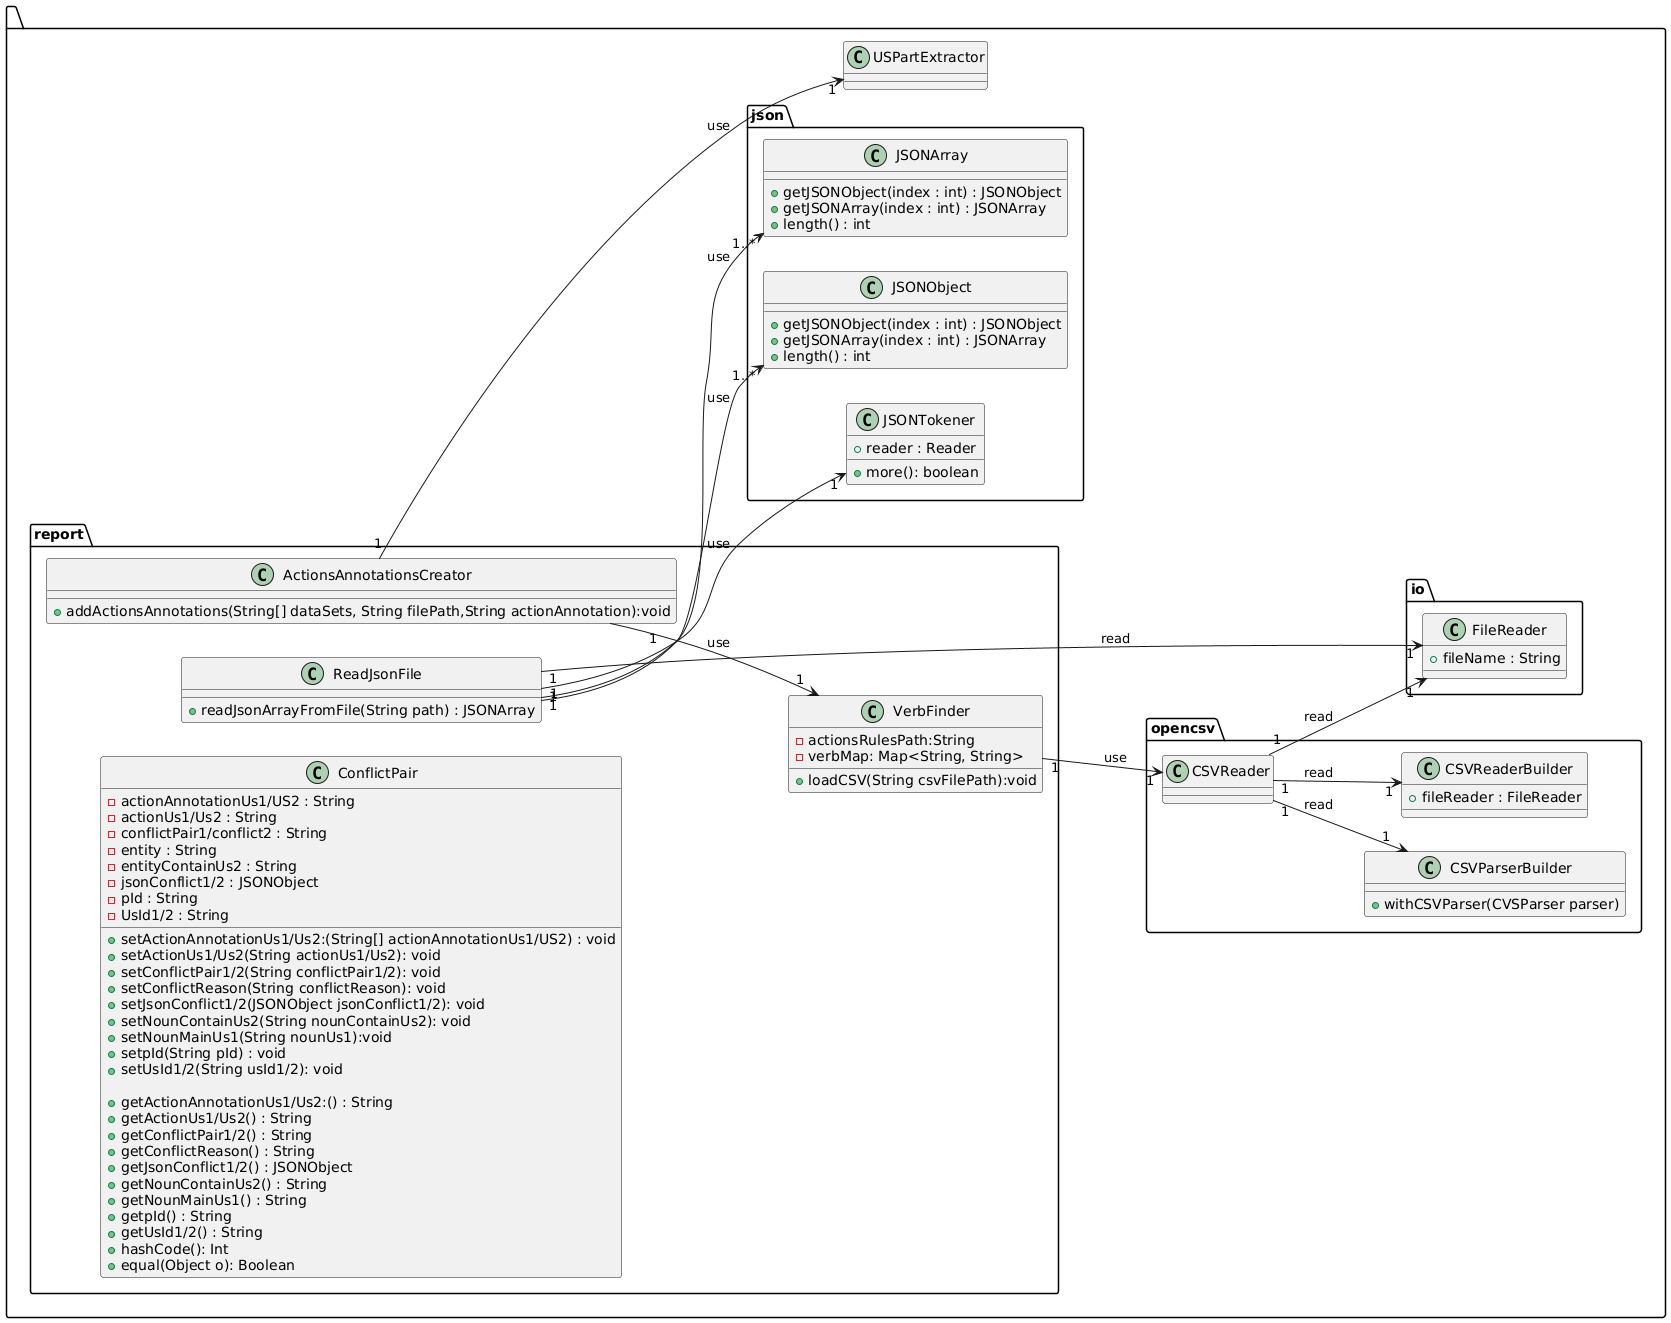 USPartExtractor
1
use
json
JSONArray
getJSONObject(index : int) : JSONObject
getJSONArray(index : int) : JSONArray
length() : int
1..*
use
JSONObject
getJSONObject(index : int) : JSONObject
getJSONArray(index : int) : JSONArray
length() : int
1..*
use
JSONTokener
reader : Reader
more(): boolean
1
use
report
1
ActionsAnnotationsCreator
addActionsAnnotations(String[] dataSets, String filePath,String actionAnnotation):void
1
use
1
ReadJsonFile
readJsonArrayFromFile(String path) : JSONArray
1
1
1
1
read
1
io
FileReader
fileName : String
1
VerbFinder
actionsRulesPath:String
verbMap: Map<String, String>
loadCSV(String csvFilePath):void
1
use
1
opencsv
CSVReader
1
read
1
read
1
1
read
1
CSVReaderBuilder
fileReader : FileReader
CSVParserBuilder
withCSVParser(CVSParser parser)
ConflictPair
actionAnnotationUs1/US2 : String
actionUs1/Us2 : String
conflictPair1/conflict2 : String
entity : String
entityContainUs2 : String
jsonConflict1/2 : JSONObject
pId : String
UsId1/2 : String
setActionAnnotationUs1/Us2:(String[] actionAnnotationUs1/US2) : void
setActionUs1/Us2(String actionUs1/Us2): void
setConflictPair1/2(String conflictPair1/2): void
setConflictReason(String conflictReason): void
setJsonConflict1/2(JSONObject jsonConflict1/2): void
setNounContainUs2(String nounContainUs2): void
setNounMainUs1(String nounUs1):void
setpId(String pId) : void
setUsId1/2(String usId1/2): void
getActionAnnotationUs1/Us2:() : String
getActionUs1/Us2() : String
getConflictPair1/2() : String
getConflictReason() : String
getJsonConflict1/2() : JSONObject
getNounContainUs2() : String
getNounMainUs1() : String
getpId() : String
getUsId1/2() : String
hashCode(): Int
equal(Object o): Boolean